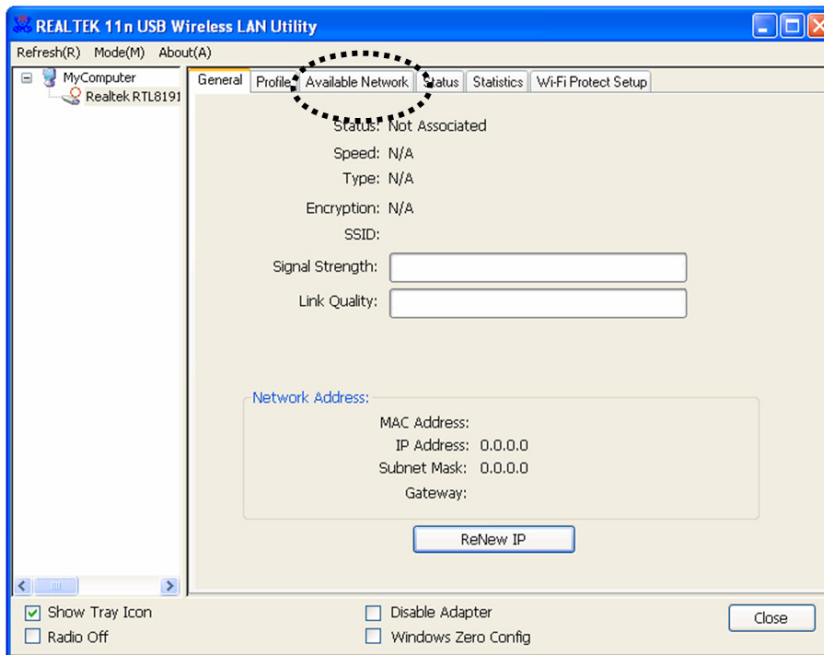 REALTEK 11n USB Wireless LAN Utility
Refresh(R) Mode(M) About(A)
MyComputer
Realtek RTL8191
General Profile Available Network Status Statistics Wi-Fi Protect Setup
Status: Not Associated
Speed: N/A
Type: N/A
Encryption: N/A
SSID:
Signal Strength:
Link Quality:
Network Address:
MAC Address:
IP Address: 0.0.0.0
Subnet Mask: 0.0.0.0
Gateway:
ReNew IP
Show Tray Icon
Radio Off
Disable Adapter
Windows Zero Config
Close